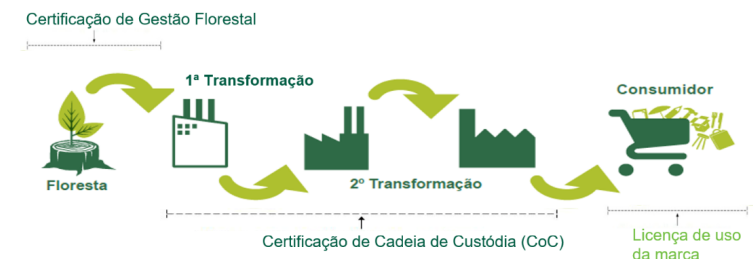 Certificação de Gestão Florestal
1ª Transformação
Consumidor
Floresta
2º Transformação
Certificação de Cadeia de Custódia (CoC)
Licença de uso
da marca